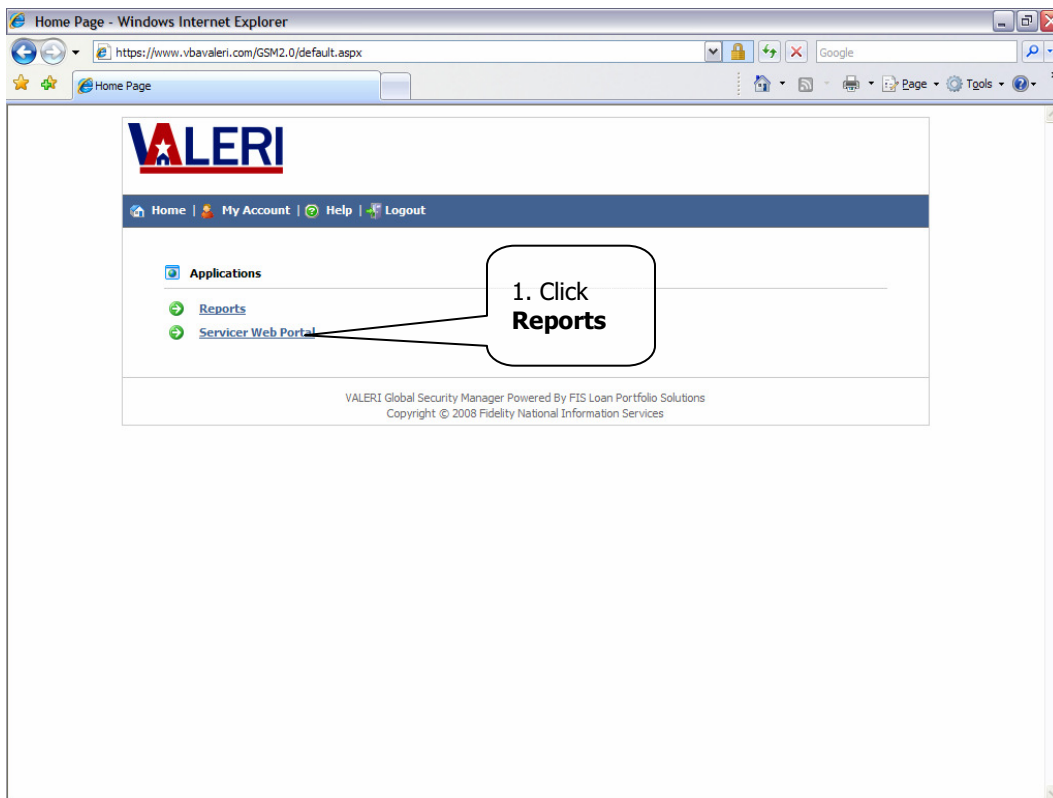 Home Page - Windows Internet Explorer
https://www.vbavaleri.com/GSM2.0/default.aspx
Google
Home Page
Page
Tools
VALERI
Home | My Account | Help | Logout
Applications
Reports
Servicer Web Portal
1. Click
Reports
VALERI Global Security Manager Powered By FIS Loan Portfolio Solutions
Copyright © 2008 Fidelity National Information Services